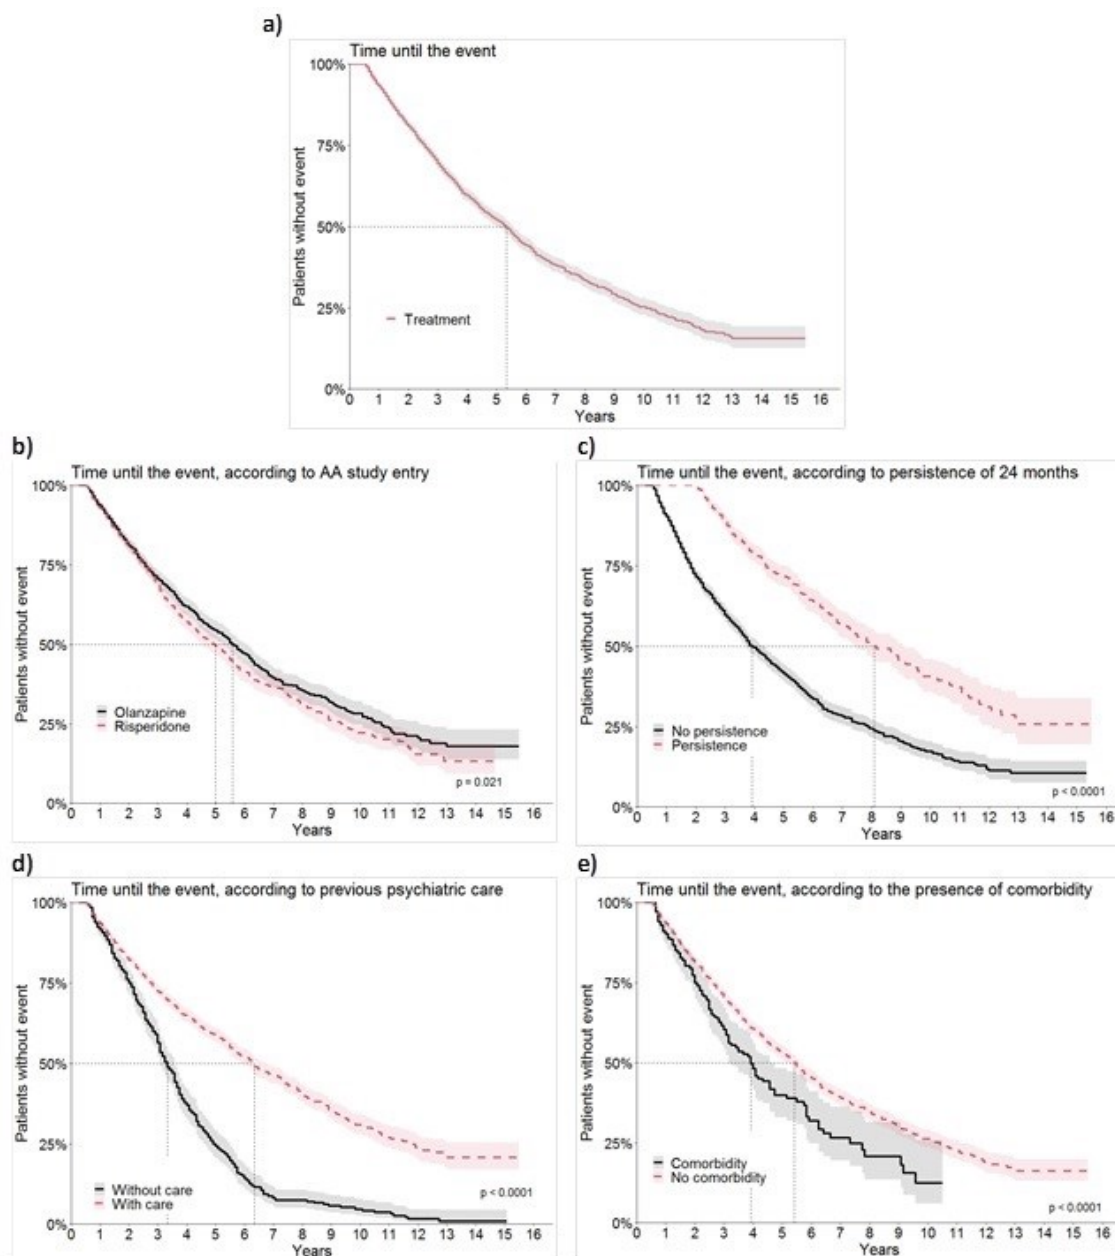 a)
Time until the event
Patients without event
100%
75%
50%
25%
0%
Treatment
0 1 2 3 4 5 6 7 8 9 10 11 12 13 14 15 16
Years
b)
Time until the event, according to AA study entry
Patients without event
100%
75%
50%
25%
0%
Olanzapine
Risperidone
p = 0.021
0 1 2 3 4 5 6 7 8 9 10 11 12 13 14 15 16
Years
c)
Time until the event, according to persistence of 24 months
Patients without event
100%
75%
50%
25%
0%
No persistence
Persistence
p < 0.0001
0 1 2 3 4 5 6 7 8 9 10 11 12 13 14 15 16
Years
d)
Time until the event, according to previous psychiatric care
Patients without event
100%
75%
50%
25%
0%
Without care
With care
p < 0.0001
0 1 2 3 4 5 6 7 8 9 10 11 12 13 14 15 16
Years
e)
Time until the event, according to the presence of comorbidity
Patients without event
100%
75%
50%
25%
0%
Comorbidity
No comorbidity
p < 0.0001
0 1 2 3 4 5 6 7 8 9 10 11 12 13 14 15 16
Years